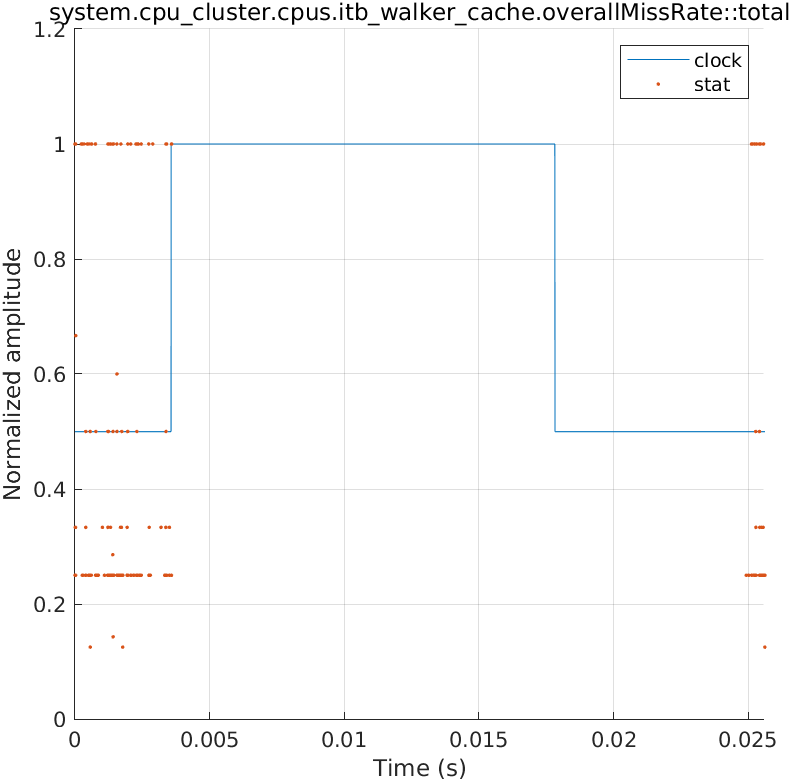 system.cpu_cluster.cpus.itb_walker_cache.overallMissRate::total
1.2
1
0.8
0.6
0.4
0.2
0
Normalized amplitude
clock
stat
0
0.005
0.01
0.015
0.02
0.025
Time (s)